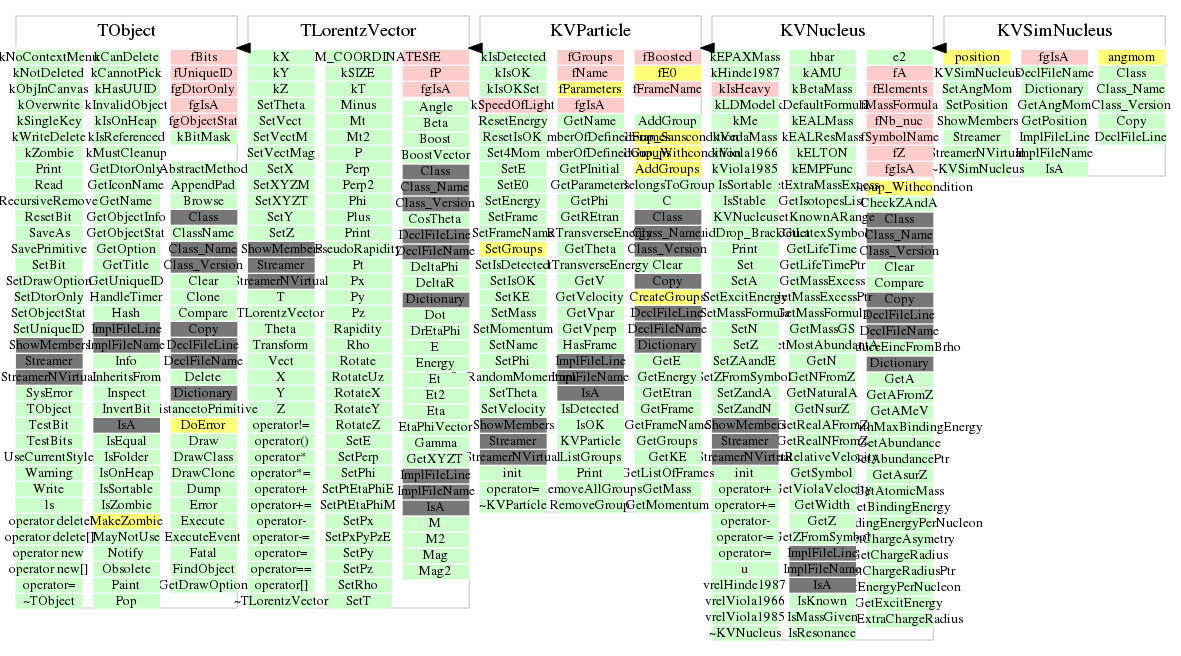 TObject
kNoContextMenu
kNotDeleted
kObjInCanvas
kOverwrite
kSingleKey
kWriteDelete
kZombie
Print
Read
RecursiveRemove
ResetBit
SaveAs
SavePrimitive
SetBit
SetDrawOption
SetDtorOnly
SetObjectStat
SetUniqueID
ShowMembers
Streamer
StreamerNVirtual
SysError
TObject
TestBit
TestBits
UseCurrentStyle
Warning
Write
ls
operator delete
operator delete[]
operator new
operator new[]
operator=
~TObject
kCanDelete
kCannotPick
kHasUUID
kInvalidObject
kIsOnHeap
kIsReferenced
kMustCleanup
GetDtorOnly
GetIconName
GetName
GetObjectInfo
GetObjectStat
GetOption
GetTitle
GetUniqueID
HandleTimer
Hash
ImplFileLine
ImplFileName
Info
InheritsFrom
Inspect
InvertBit
IsA
IsEqual
IsFolder
IsOnHeap
IsSortable
IsZombie
MakeZombie
MayNotUse
Notify
Obsolete
Paint
Pop
fBits
fUniqueID
fgDtorOnly
fgIsA
fgObjectStat
kBitMask
AbstractMethod
AppendPad
Browse
Class
ClassName
Class_Name
Class_Version
Clear
Clone
Compare
Copy
DeclFileLine
DeclFileName
Delete
Dictionary
DistancetoPrimitive
DoError
Draw
DrawClass
DrawClone
Dump
Error
Execute
ExecuteEvent
Fatal
FindObject
GetDrawOption
TLorentzVector
kX
kY
kZ
SetTheta
SetVect
SetVectM
SetVectMag
SetX
SetXYZM
SetXYZT
SetY
SetZ
ShowMembers
Streamer
StreamerNVirtual
T
TLorentzVector
Theta
Transform
Vect
X
Y
Z
operator!=
operator()
operator*
operator*=
operator+
operator+=
operator-
operator-=
operator=
operator==
operator[]
~TLorentzVector
M_COORDINATES
kSIZE
kT
Minus
Mt
Mt2
P
Perp
Perp2
Phi
Plus
Print
PseudoRapidity
Pt
Px
Py
Pz
Rapidity
Rho
Rotate
RotateUz
RotateX
RotateY
RotateZ
SetE
SetPerp
SetPhi
SetPtEtaPhiE
SetPtEtaPhiM
SetPx
SetPxPyPzE
SetPy
SetPz
SetRho
SetT
fE
fP
fgIsA
Angle
Beta
Boost
BoostVector
Class
Class_Name
Class_Version
CosTheta
DeclFileLine
DeclFileName
DeltaPhi
DeltaR
Dictionary
Dot
DrEtaPhi
E
Energy
Et
Et2
Eta
EtaPhiVector
Gamma
GetXYZT
ImplFileLine
ImplFileName
IsA
M
M2
Mag
Mag2
KVParticle
kIsDetected
kIsOK
kIsOKSet
kSpeedOfLight
ResetEnergy
ResetIsOK
Set4Mom
SetE
SetE0
SetEnergy
SetFrame
SetFrameName
SetGroups
SetIsDetected
SetIsOK
SetKE
SetMass
SetMomentum
SetName
SetPhi
SetRandomMomentum
SetTheta
SetVelocity
ShowMembers
Streamer
StreamerNVirtual
init
operator=
~KVParticle
fGroups
fName
fParameters
fgIsA
GetName
GetPInitial
GetParameters
GetPhi
GetREtran
GetRTransverseEnergy
GetTheta
GetTransverseEnergy
GetV
GetVelocity
GetVpar
GetVperp
HasFrame
ImplFileLine
ImplFileName
IsA
IsDetected
IsOK
KVParticle
ListGroups
Print
RemoveAllGroups
RemoveGroup
fBoosted
fE0
fFrameName
AddGroup
AddGroups
BelongsToGroup
C
Class
Class_Name
Class_Version
Clear
Copy
CreateGroups
DeclFileLine
DeclFileName
Dictionary
GetE
GetEnergy
GetEtran
GetFrame
GetFrameName
GetGroups
GetKE
GetListOfFrames
GetMass
GetMomentum
KVNucleus
kEPAXMass
kHinde1987
kIsHeavy
kLDModel
kMe
kViola1966
kViola1985
IsSortable
IsStable
KVNucleus
Print
Set
SetA
SetExcitEnergy
SetMassFormula
SetN
SetZ
SetZAandE
SetZFromSymbol
SetZandA
SetZandN
ShowMembers
Streamer
StreamerNVirtual
init
operator+
operator+=
operator-
operator-=
operator=
u
vrelHinde1987
vrelViola1966
vrelViola1985
~KVNucleus
hbar
kAMU
kBetaMass
kDefaultFormula
kEALMass
kEALResMass
kELTON
kEMPFunc
GetExtraMassExcess
GetIsotopesList
GetKnownARange
GetLatexSymbol
GetLifeTime
GetLifeTimePtr
GetMassExcess
GetMassExcessPtr
GetMassFormula
GetMassGS
GetMostAbundantA
GetN
GetNFromZ
GetNaturalA
GetNsurZ
GetRealAFromZ
GetRealNFromZ
GetRelativeVelocity
GetSymbol
GetViolaVelocity
GetWidth
GetZ
GetZFromSymbol
ImplFileLine
ImplFileName
IsA
IsKnown
IsMassGiven
IsResonance
e2
fA
fElements
fMassFormula
fNb_nuc
fSymbolName
fZ
fgIsA
CheckZAndA
Class
Class_Name
Class_Version
Clear
Compare
Copy
DeclFileLine
DeclFileName
Dictionary
GetA
GetAFromZ
GetAMeV
GetAbundance
GetAbundancePtr
GetAsurZ
GetAtomicMass
GetBindingEnergy
GetBindingEnergyPerNucleon
GetChargeAsymetry
GetChargeRadius
GetChargeRadiusPtr
GetEnergyPerNucleon
GetExcitEnergy
GetExtraChargeRadius
KVSimNucleus
position
KVSimNucleus
SetAngMom
SetPosition
ShowMembers
Streamer
StreamerNVirtual
~KVSimNucleus
fgIsA
DeclFileName
Dictionary
GetAngMom
GetPosition
ImplFileLine
ImplFileName
IsA
angmom
Class
Class_Name
Class_Version
Copy
DeclFileLine